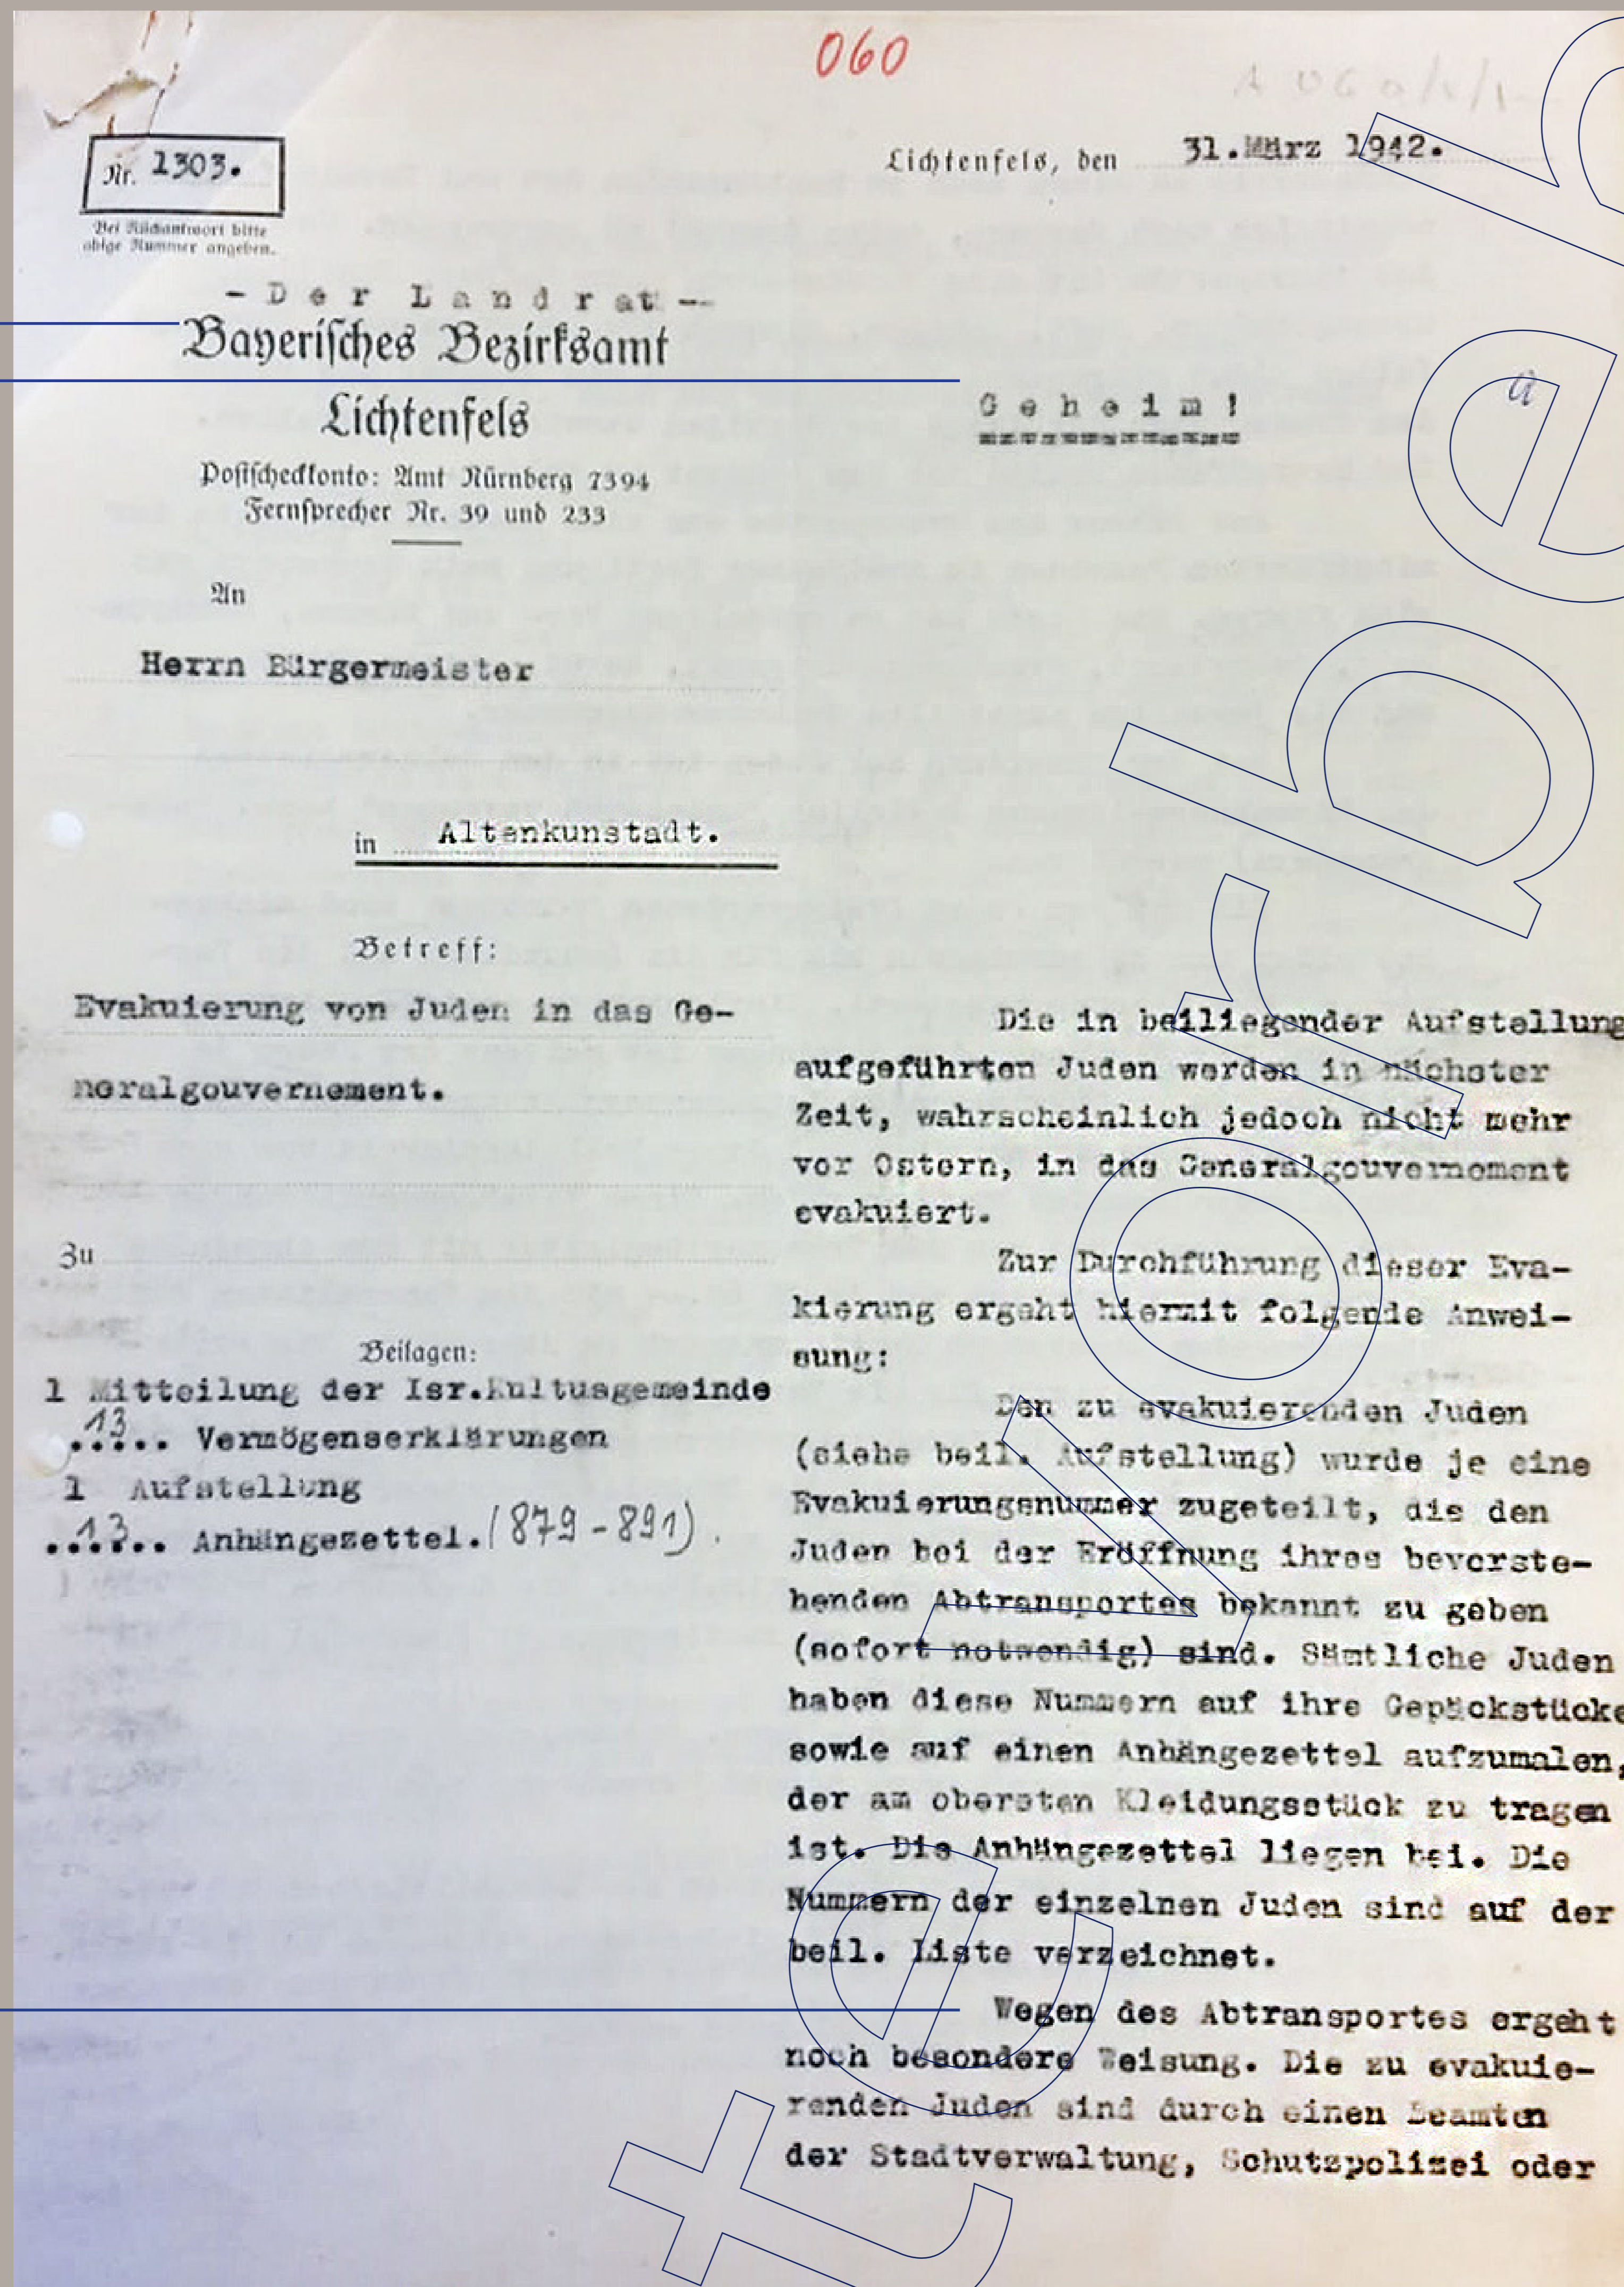 060
Nr. 1303.
Bei Rückantwort bitte
obige Nummer angeben.
Lichtenfels, den 31.März 1942.
- D e r L a n d r at --
Bayerisches Bezirksamt
Lichtenfels
Postscheckkonto: Amt Nürnberg 7394
Fernsprecher Nr. 39 und 233
G e h e i m !
An
Herrn Bürgermeister
in Altenkunstadt.
Betreff:
Evakuierung von Juden in das Ge-
neralgouvernement.
Zu
Beilagen:
1 Mitteilung der Isr.Kultusgemeinde
13 Vermögenserklärungen
1 Aufstellung
13 Anhängezettel. (879-891).
Die in beiliegender Aufstellung
aufgeführten Juden werden in nächster
Zeit, wahrscheinlich jedoch nicht mehr
vor Ostern, in das Generalgouvernement
evakuiert.
Zur Durchführung dieser Eva-
kierung ergeht hiermit folgende Anwei-
sung:
Den zu evakuierenden Juden
(siehe beil. Aufstellung) wurde je eine
Evakuierungsnummer zugeteilt, die den
Juden bei der Eröffnung ihres bevorste-
henden Abtransportes bekannt zu geben
(sofort notwendig) sind. Sämtliche Juden
haben diese Nummern auf ihre Gepäckstücke
sowie auf einen Anhängezettel aufzumalen,
der am obersten Kleidungsstück zu tragen
ist. Die Anhängezettel liegen bei. Die
Nummern der einzelnen Juden sind auf der
beil. Liste verzeichnet.
Wegen des Abtransportes ergeht
noch besondere Weisung. Die zu evakuie-
renden Juden sind durch einen Beamten
der Stadtverwaltung, Schutzpolizei oder